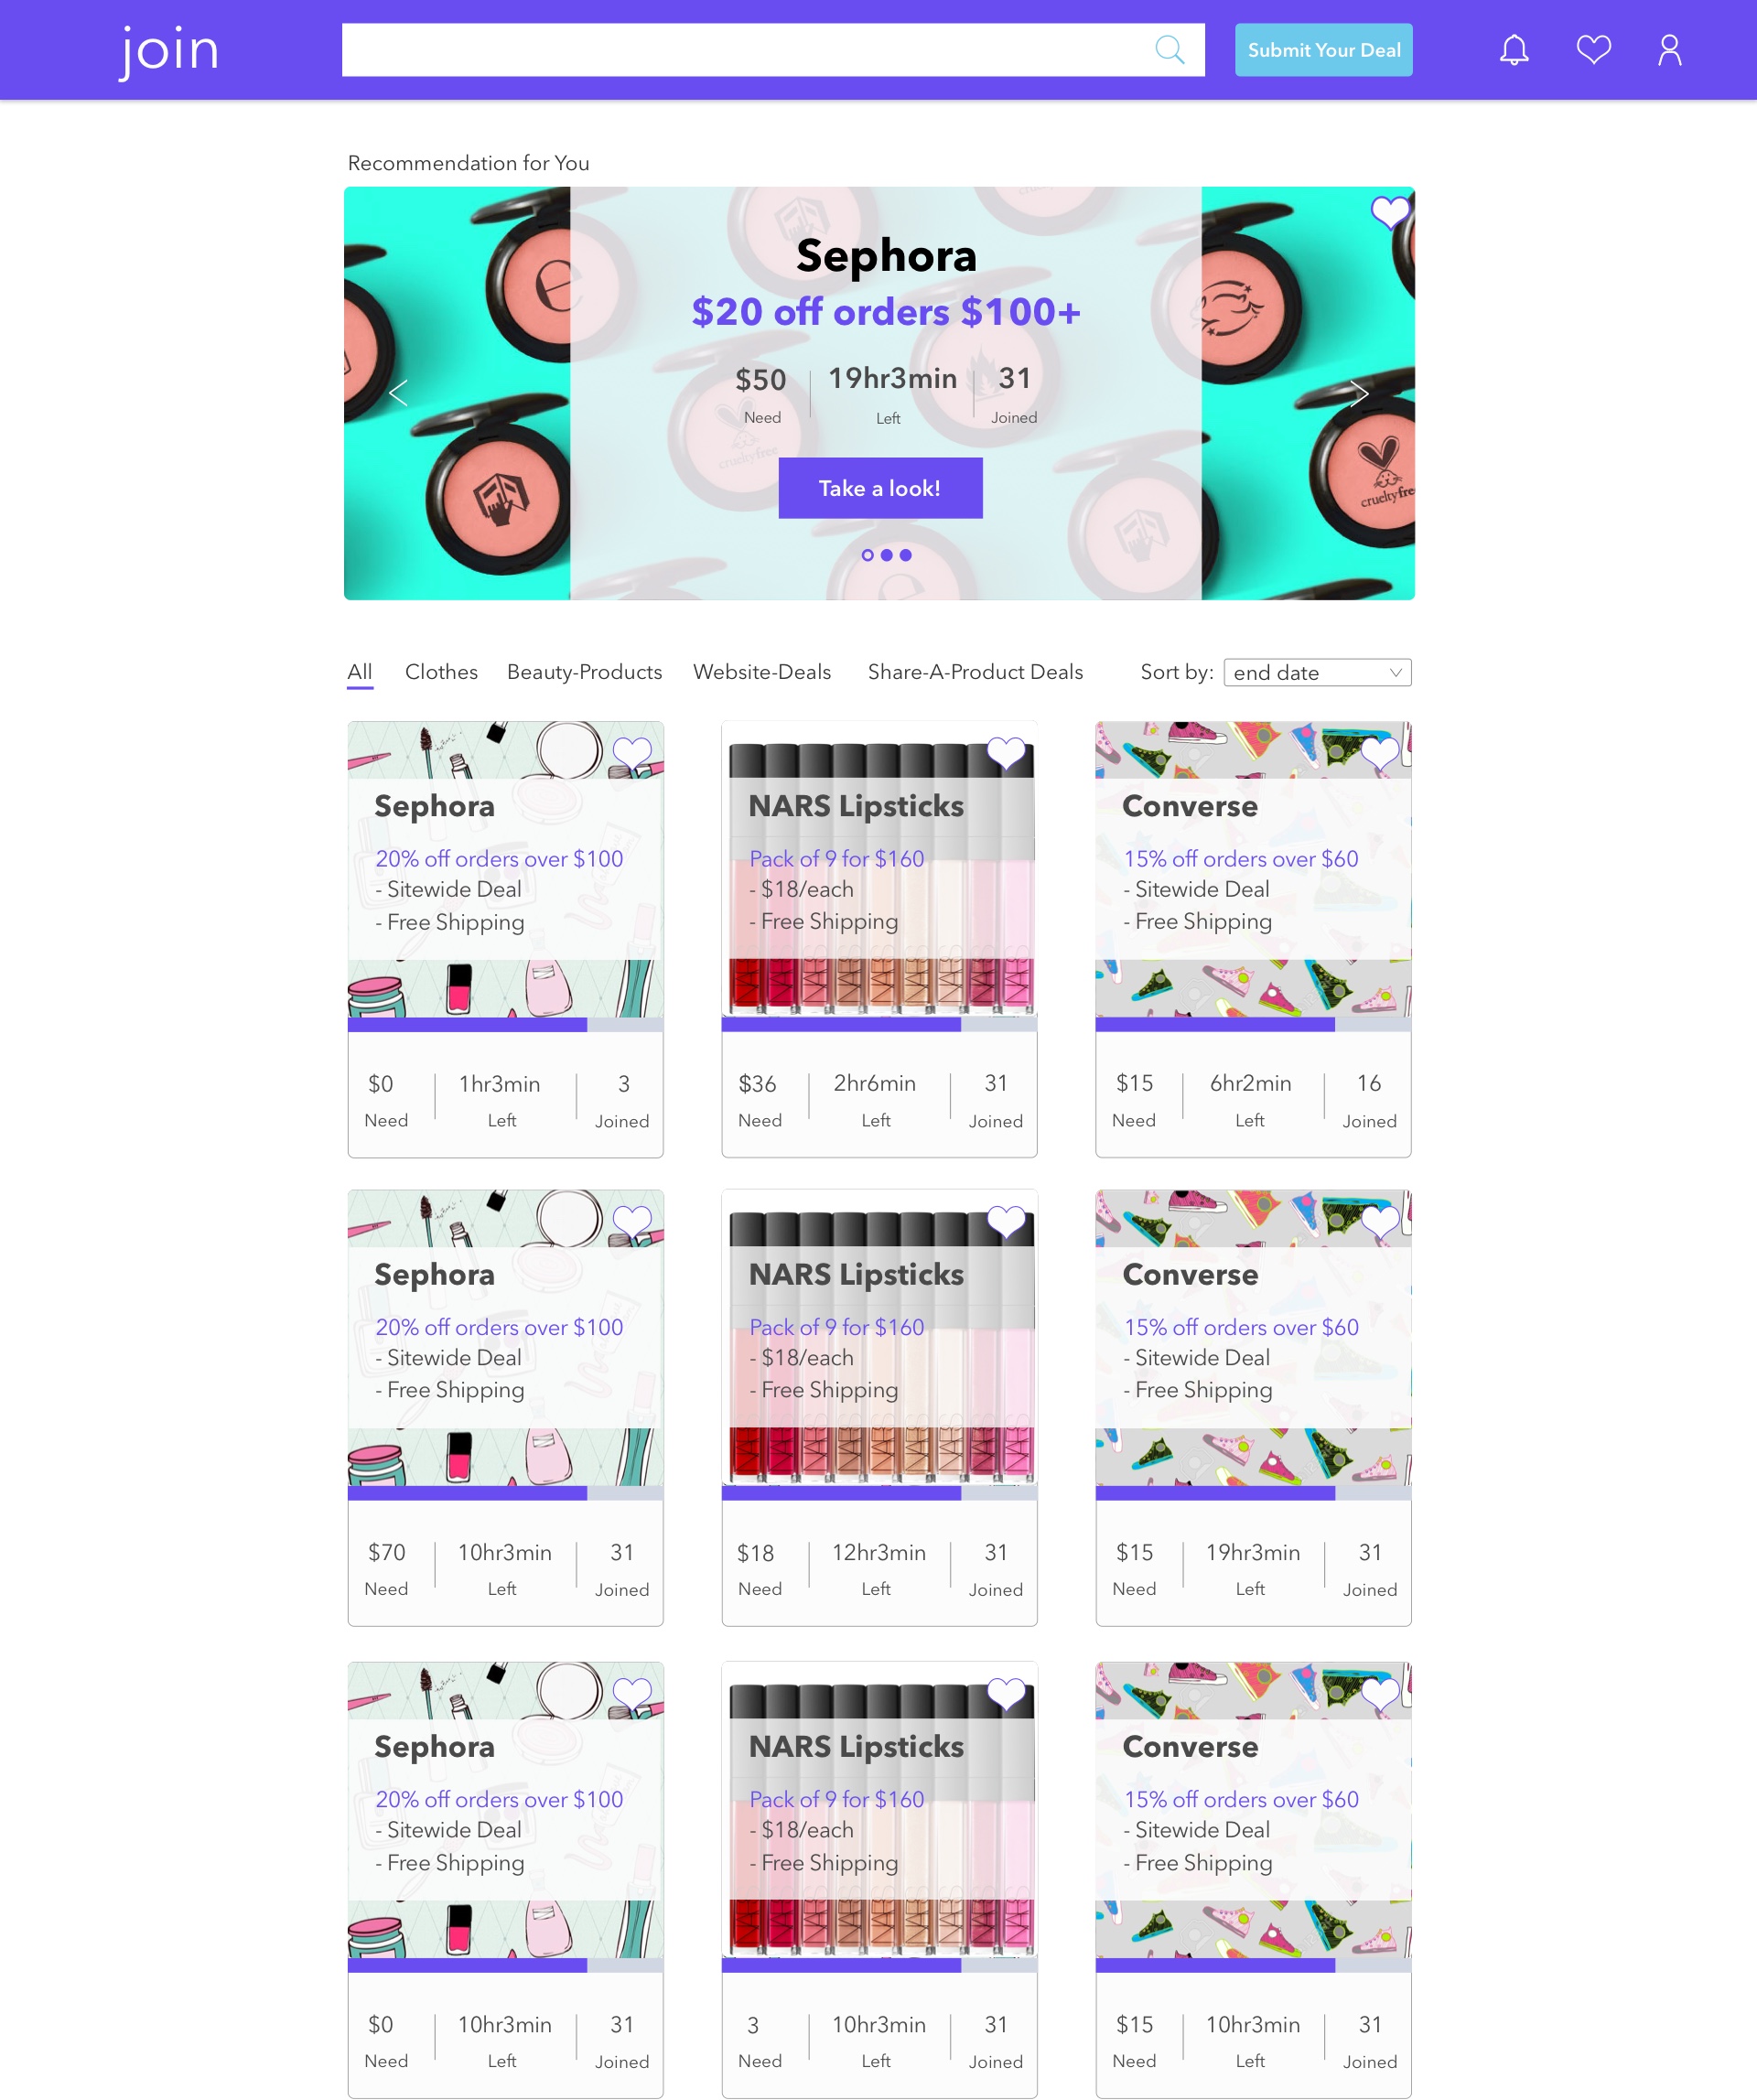 join
Submit Your Deal
Recommendation for You
Sephora
$20 off orders $100+
$50 19hr3min 31
Need Left Joined
Take a look!
cruelty free
cruelty free
All Clothes Beauty-Products Website-Deals Share-A-Product Deals Sort by: end date
Sephora
20% off orders over $100
- Sitewide Deal
- Free Shipping
$0 1hr3min 3
Need Left Joined
NARS Lipsticks
Pack of 9 for $160
- $18/each
- Free Shipping
$36 2hr6min 31
Need Left Joined
Converse
15% off orders over $60
- Sitewide Deal
- Free Shipping
$15 6hr2min 16
Need Left Joined
Sephora
20% off orders over $100
- Sitewide Deal
- Free Shipping
$70 10hr3min 31
Need Left Joined
NARS Lipsticks
Pack of 9 for $160
- $18/each
- Free Shipping
$18 12hr3min 31
Need Left Joined
Converse
15% off orders over $60
- Sitewide Deal
- Free Shipping
$15 19hr3min 31
Need Left Joined
Sephora
20% off orders over $100
- Sitewide Deal
- Free Shipping
$0 10hr3min 31
Need Left Joined
NARS Lipsticks
Pack of 9 for $160
- $18/each
- Free Shipping
3 10hr3min 31
Need Left Joined
Converse
15% off orders over $60
- Sitewide Deal
- Free Shipping
$15 10hr3min 31
Need Left Joined